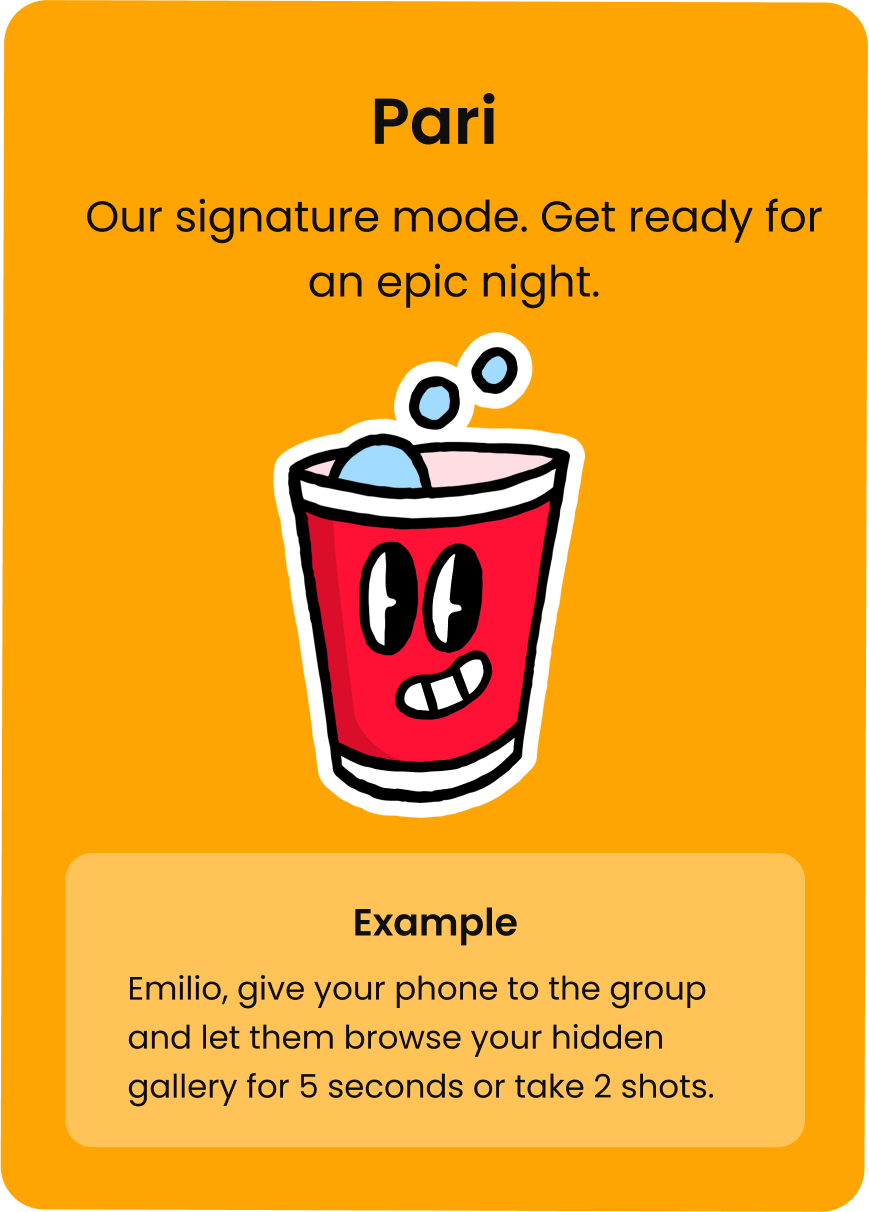 Pari
Our signature mode. Get ready for
an epic night.
Example
Emilio, give your phone to the group
and let them browse your hidden
gallery for 5 seconds or take 2 shots.